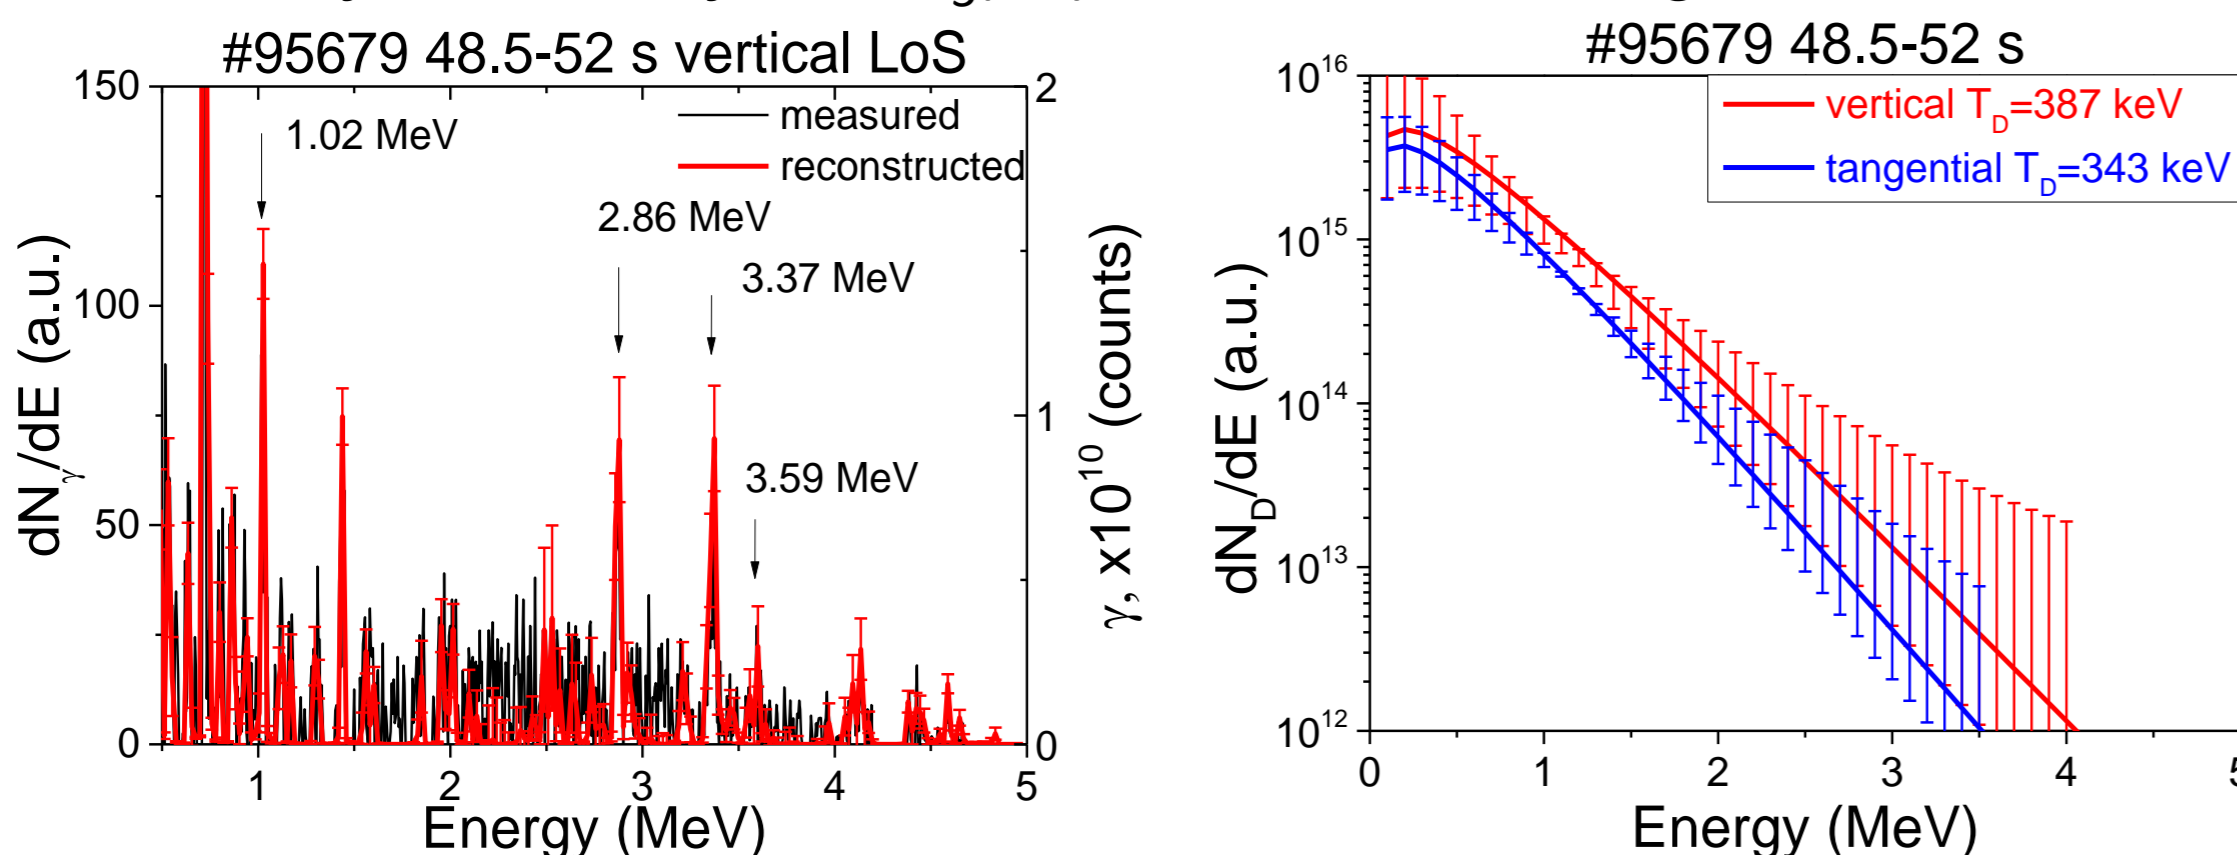 #95679 48.5-52 s vertical LoS
150
100
50
0
dNγ/dE (a.u.)
measured
reconstructed
1.02 MeV
2.86 MeV
3.37 MeV
3.59 MeV
2
1
0
γ, x10^10 (counts)
1 2 3 4 5
Energy (MeV)
#95679 48.5-52 s
10^16
10^15
10^14
10^13
10^12
dN_D/dE (a.u.)
vertical T_D=387 keV
tangential T_D=343 keV
0 1 2 3 4
Energy (MeV)